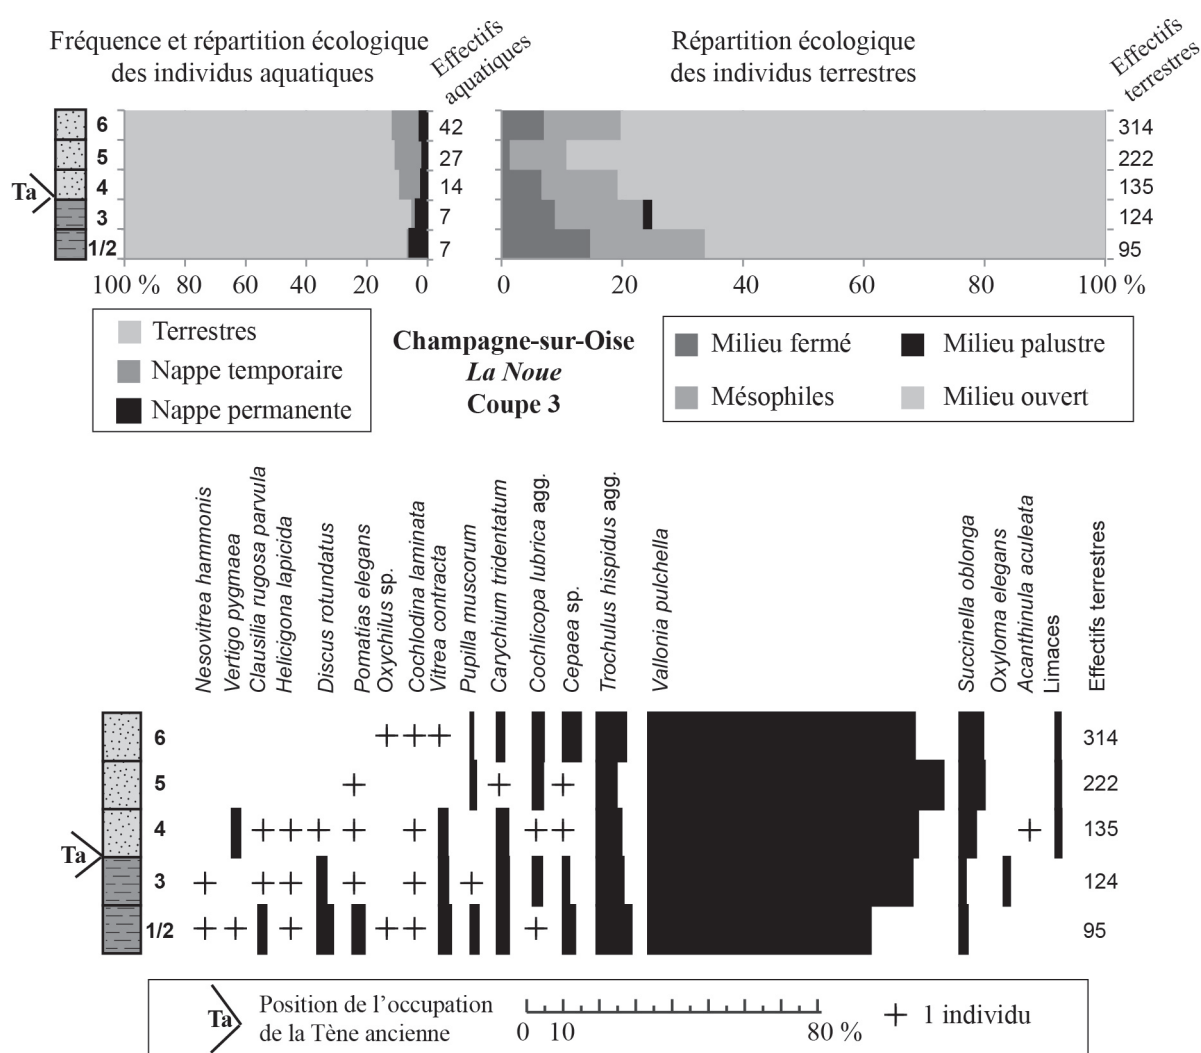 Fréquence et répartition écologique
des individus aquatiques
Effectifs
aquatiques
Répartition écologique
des individus terrestres
Effectifs
terrestres
6 42 314
5 27 222
4 14 135
Ta
3 7 124
1/2 7 95
100 % 80 60 40 20 0
0 20 40 60 80 100 %
Terrestres
Nappe temporaire
Nappe permanente
Champagne-sur-Oise
La Noue
Coupe 3
Milieu fermé
Milieu palustre
Mésophiles
Milieu ouvert
Nesovitrea hammonis
Vertigo pygmaea
Clausilia rugosa parvula
Helicigona lapicida
Discus rotundatus
Pomatias elegans
Oxychilus sp.
Cochlodina laminata
Vitrea contracta
Pupilla muscorum
Carychium tridentatum
Cochlicopa lubrica agg.
Cepaea sp.
Trochulus hispidus agg.
Vallonia pulchella
Succinella oblonga
Oxyloma elegans
Acanthinula aculeata
Limaces
Effectifs terrestres
6 +++ 314
5 + + + 222
4 + + + + + + + + 135
Ta
3 + + + + + + 124
1/2 + + + + + + 95
Ta
Position de l’occupation
de la Tène ancienne
0 10 80 %
+ 1 individu